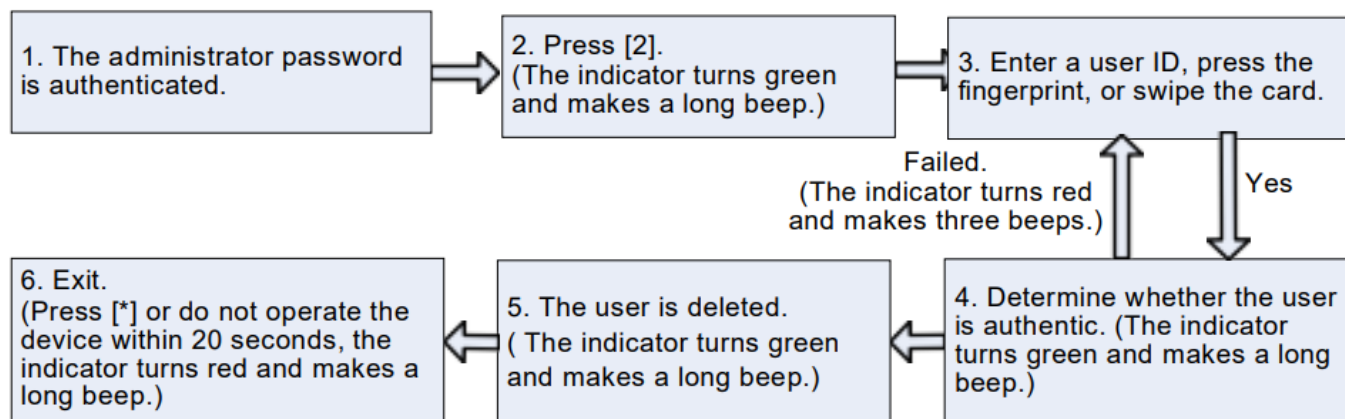 1. The administrator password
is authenticated.
2. Press [2].
(The indicator turns green
and makes a long beep.)
3. Enter a user ID, press the
fingerprint, or swipe the card.
Failed.
(The indicator turns red
and makes three beeps.)
Yes
4. Determine whether the user
is authentic. (The indicator
turns green and makes a long
beep.)
5. The user is deleted.
( The indicator turns green
and makes a long beep.)
6. Exit.
(Press [*] or do not operate the
device within 20 seconds, the
indicator turns red and makes a
long beep.)